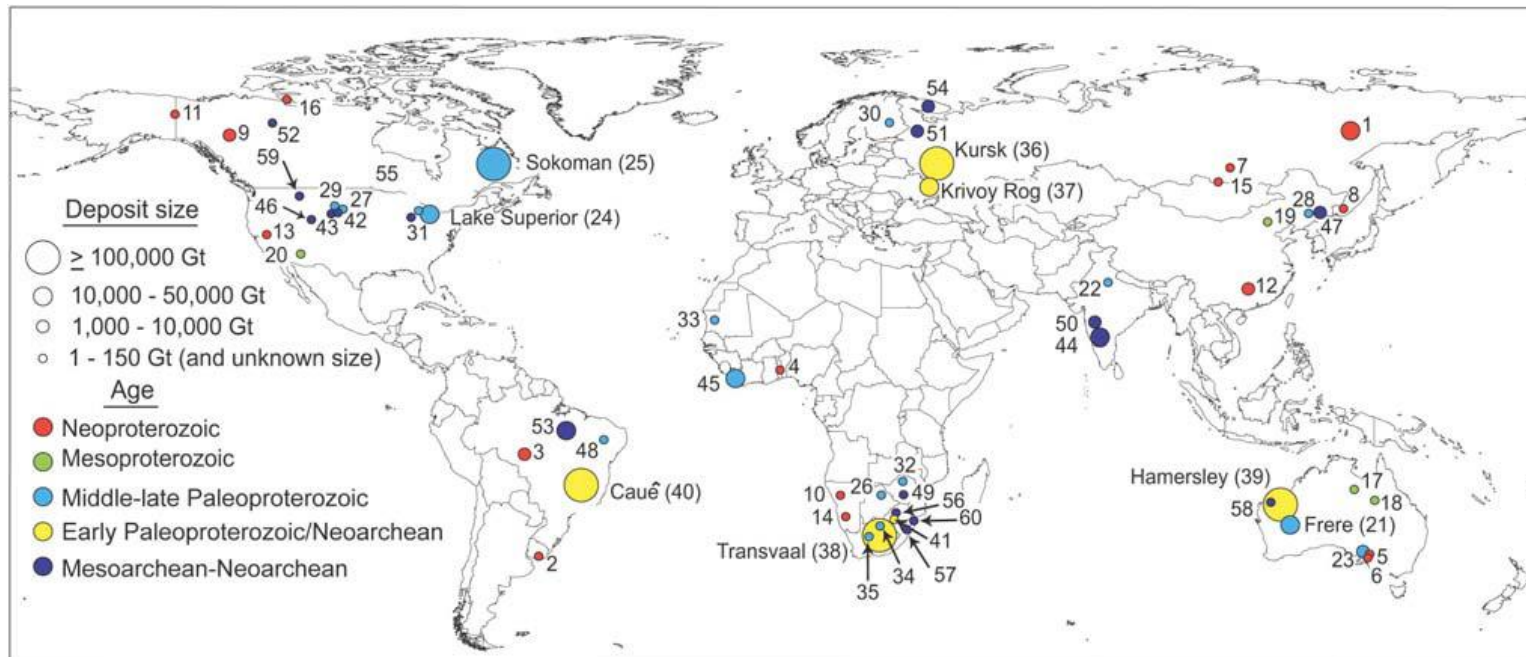 11
16
54
30
9
52
51
1
59
55
Sokoman (25)
Kursk (36)
7
15
29
27
Krivoy Rog (37)
28
8
Deposit size
46
43
42
31
Lake Superior (24)
19
47
13
≥ 100,000 Gt
20
12
10,000 - 50,000 Gt
22
1,000 - 10,000 Gt
33
50
44
1 - 150 Gt (and unknown size)
45
4
Age
Neoproterozoic
53
48
Mesoproterozoic
3
32
Hamersley (39)
17
Middle-late Paleoproterozoic
Cauê (40)
10
26
49
56
18
14
60
58
Early Paleoproterozoic/Neoarchean
Frere (21)
Transvaal (38)
41
Mesoarchean-Neoarchean
2
34
57
23
5
35
6